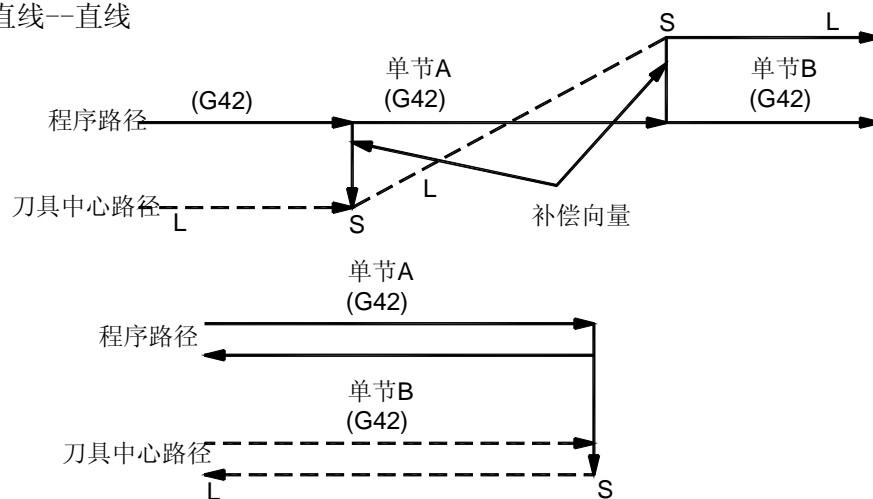 直线--直线
S
L
单节A
(G42)
单节B
(G42)
(G42)
程序路径
L
刀具中心路径
L
S
补偿向量
单节A
(G42)
程序路径
单节B
(G42)
刀具中心路径
L
S